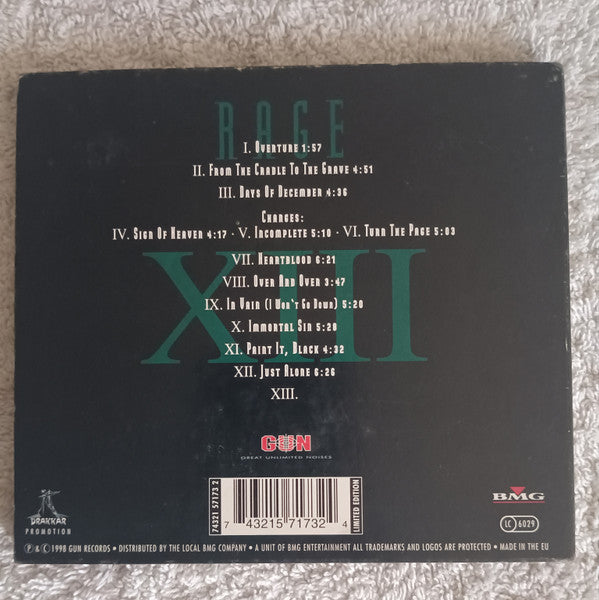 RAGE
I. OVERTURE 1:57
II. FROM THE CRADLE TO THE GRAVE 4:51
III. DAYS OF DECEMBER 4:36
CHANGES:
IV. SIGN OF HEAVEN 4:17 · V. INCOMPLETE 5:10 · VI. TURN THE PAGE 5:03
XIII
VII. HEARTBLOOD 6:21
VIII. OVER AND OVER 3:47
IX. IN VAIN (I WON'T GO DOWN) 5:20
X. IMMORTAL SIN 5:28
XI. PAINT IT, BLACK 4:32
XII. JUST ALONE 6:26
XIII.
GUN
GREAT UNLIMITED NOISES
74321 57173 2
LIMITED EDITION
7 43215 71732 4
DRAKKAR
PROMOTION
BMG
LC 6029
℗ & © 1998 GUN RECORDS • DISTRIBUTED BY THE LOCAL BMG COMPANY • A UNIT OF BMG ENTERTAINMENT ALL TRADEMARKS AND LOGOS ARE PROTECTED • MADE IN THE EU